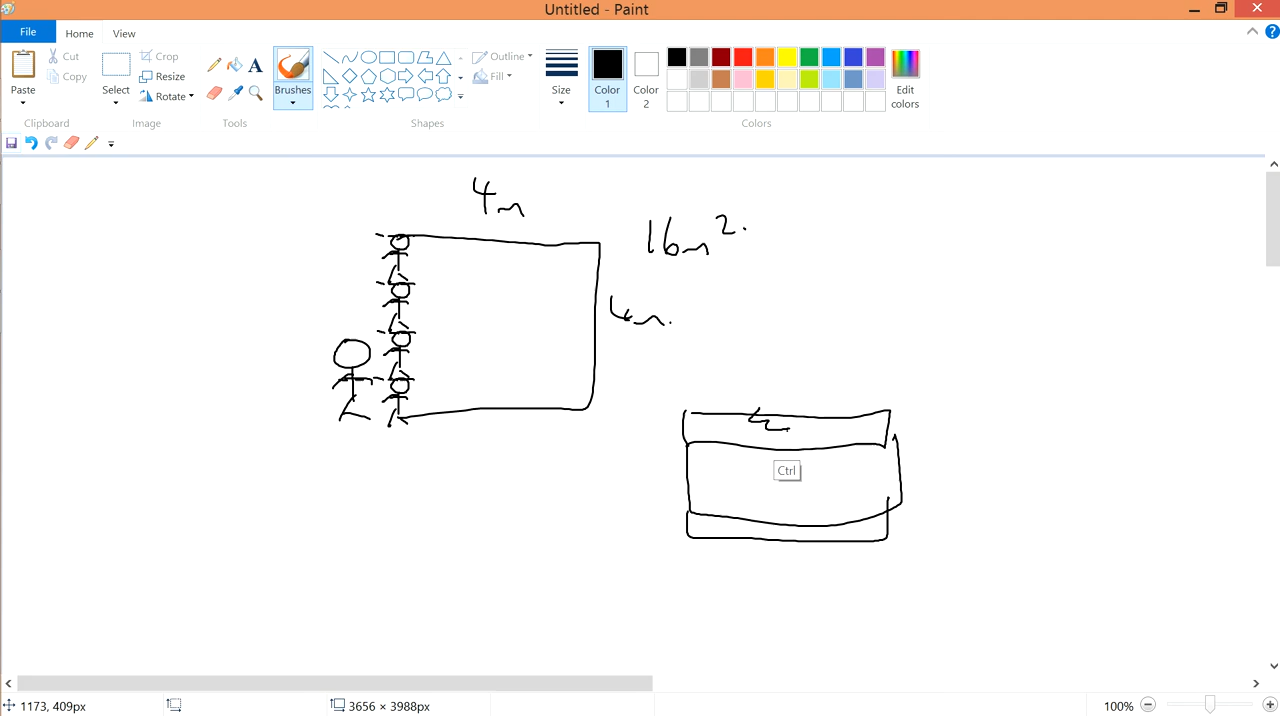 Untitled - Paint
File Home View
Cut
Copy
Paste
Clipboard
Select
Crop
Resize
Rotate
Image
A
Tools
Brushes
Outline
Fill
Shapes
Size
Color 1
Color 2
Edit colors
Colors
4m
16m²
4m.
Ctrl
1173, 409px
3656 × 3988px
100%